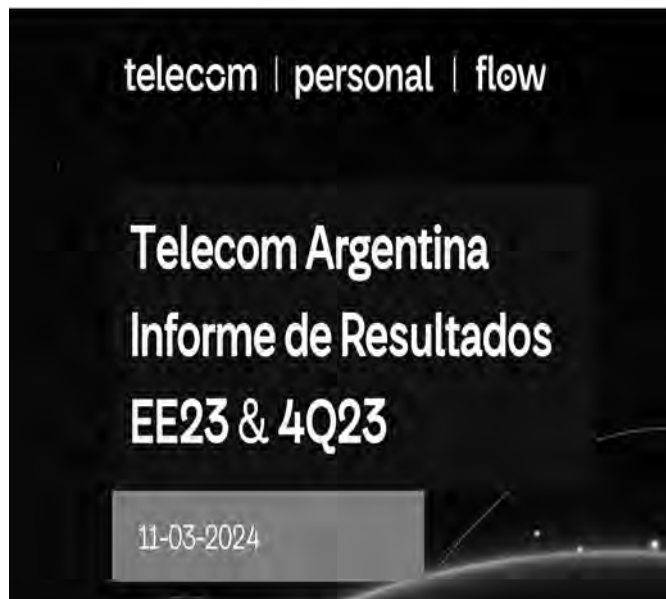 telecom | personal | flow
Telecom Argentina
Informe de Resultados
EE23 & 4Q23
11-03-2024